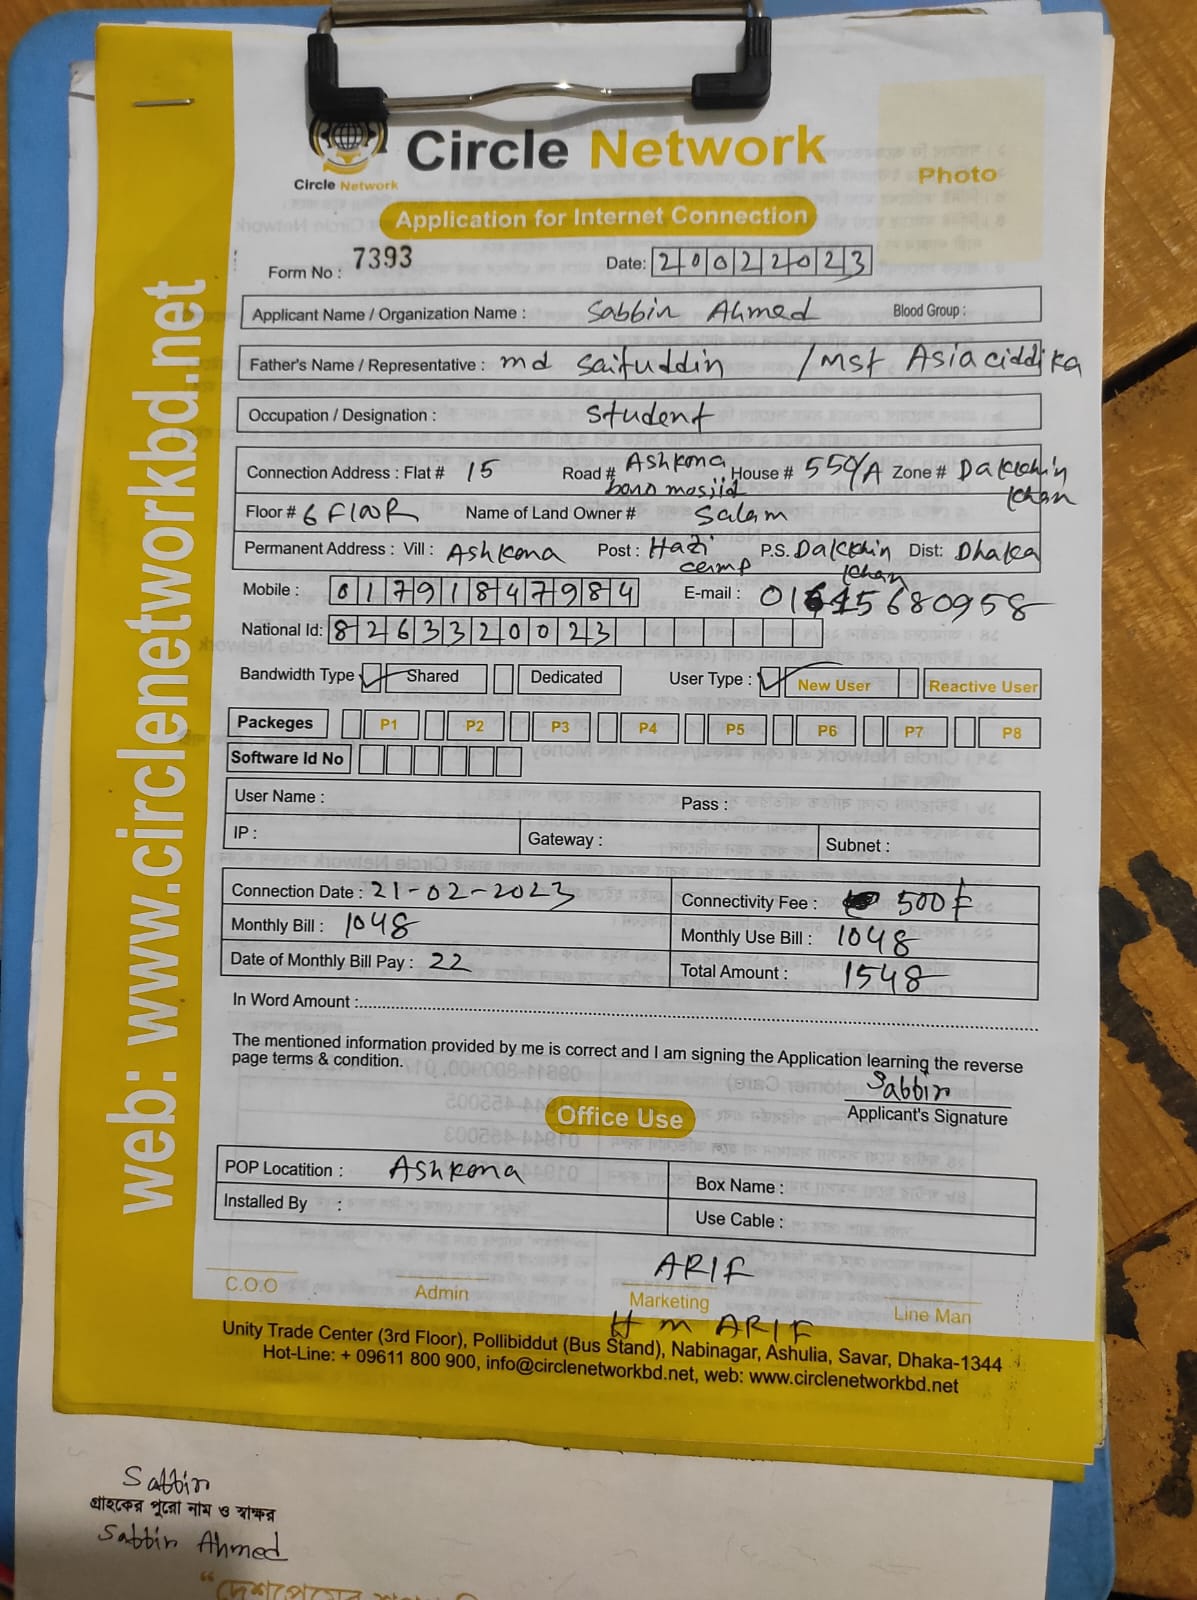 Circle Network
Circle Network
Photo
Application for Internet Connection
Form No : 7393
Date: 20022023
Applicant Name / Organization Name : Sabbir Ahmed Blood Group :
Father's Name / Representative : md Saifuddin / Mst Asia ciddika
Occupation / Designation : Student
Connection Address : Flat # 15 Road # Ashkona bono mosjid House # 550/A Zone # Dakkhin khan
Floor # 6 FlooR Name of Land Owner # Salam
Permanent Address : Vill : Ashkona Post : Hazi camp P.S. Dakkhin khan Dist: Dhaka
Mobile : 01791847984 E-mail : 01645680958
National Id: 8263320023
Bandwidth Type Shared Dedicated User Type : New User Reactive User
Packeges P1 P2 P3 P4 P5 P6 P7 P8
Software Id No
User Name : Pass :
IP : Gateway : Subnet :
Connection Date : 21-02-2023 Connectivity Fee : 500
Monthly Bill : 1048 Monthly Use Bill : 1048
Date of Monthly Bill Pay : 22 Total Amount : 1548
In Word Amount :
The mentioned information provided by me is correct and I am signing the Application learning the reverse
page terms & condition.
Sabbir
Applicant's Signature
Office Use
POP Locatition : Ashkona Box Name :
Installed By : Use Cable :
ARIF
C.O.O Admin Marketing Line Man
H m ARIF
Unity Trade Center (3rd Floor), Pollibiddut (Bus Stand), Nabinagar, Ashulia, Savar, Dhaka-1344
Hot-Line: + 09611 800 900, info@circlenetworkbd.net, web: www.circlenetworkbd.net
web: www.circlenetworkbd.net
Sabbir
গ্রাহকের পুরো নাম ও স্বাক্ষর
Sabbir Ahmed